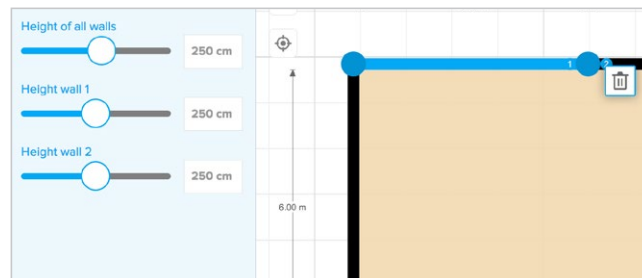 Height of all walls
250 cm
Height wall 1
250 cm
Height wall 2
250 cm
1 2
6.00 m